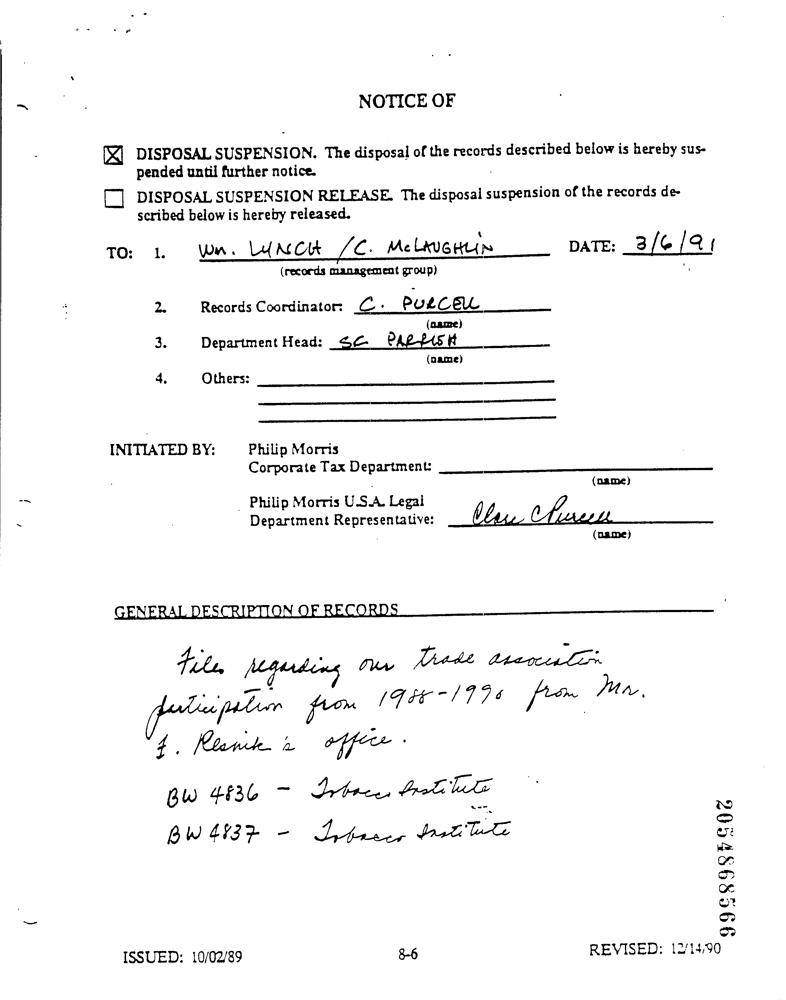 NOTICE OF
☒ DISPOSAL SUSPENSION. The disposal of the records described below is hereby sus-
pended until further notice.
☐ DISPOSAL SUSPENSION RELEASE. The disposal suspension of the records de-
scribed below is hereby released.
TO: 1. Wm. LYNCH / C. McLAUGHLIN DATE: 3/6/91
(records management group)
2. Records Coordinator: C. PURCELL
(name)
3. Department Head: SC PARRISH
(name)
4. Others:
INITIATED BY: Philip Morris
Corporate Tax Department:
(name)
Philip Morris U.S.A. Legal
Department Representative: Clare Purcell
(name)
GENERAL DESCRIPTION OF RECORDS
Files regarding our trade association
participation from 1988-1990 from Mr.
F. Resnik's office.
BW 4836 - Tobacco Institute
BW 4837 - Tobacco Institute
2054868566
ISSUED: 10/02/89 8-6 REVISED: 12/14/90